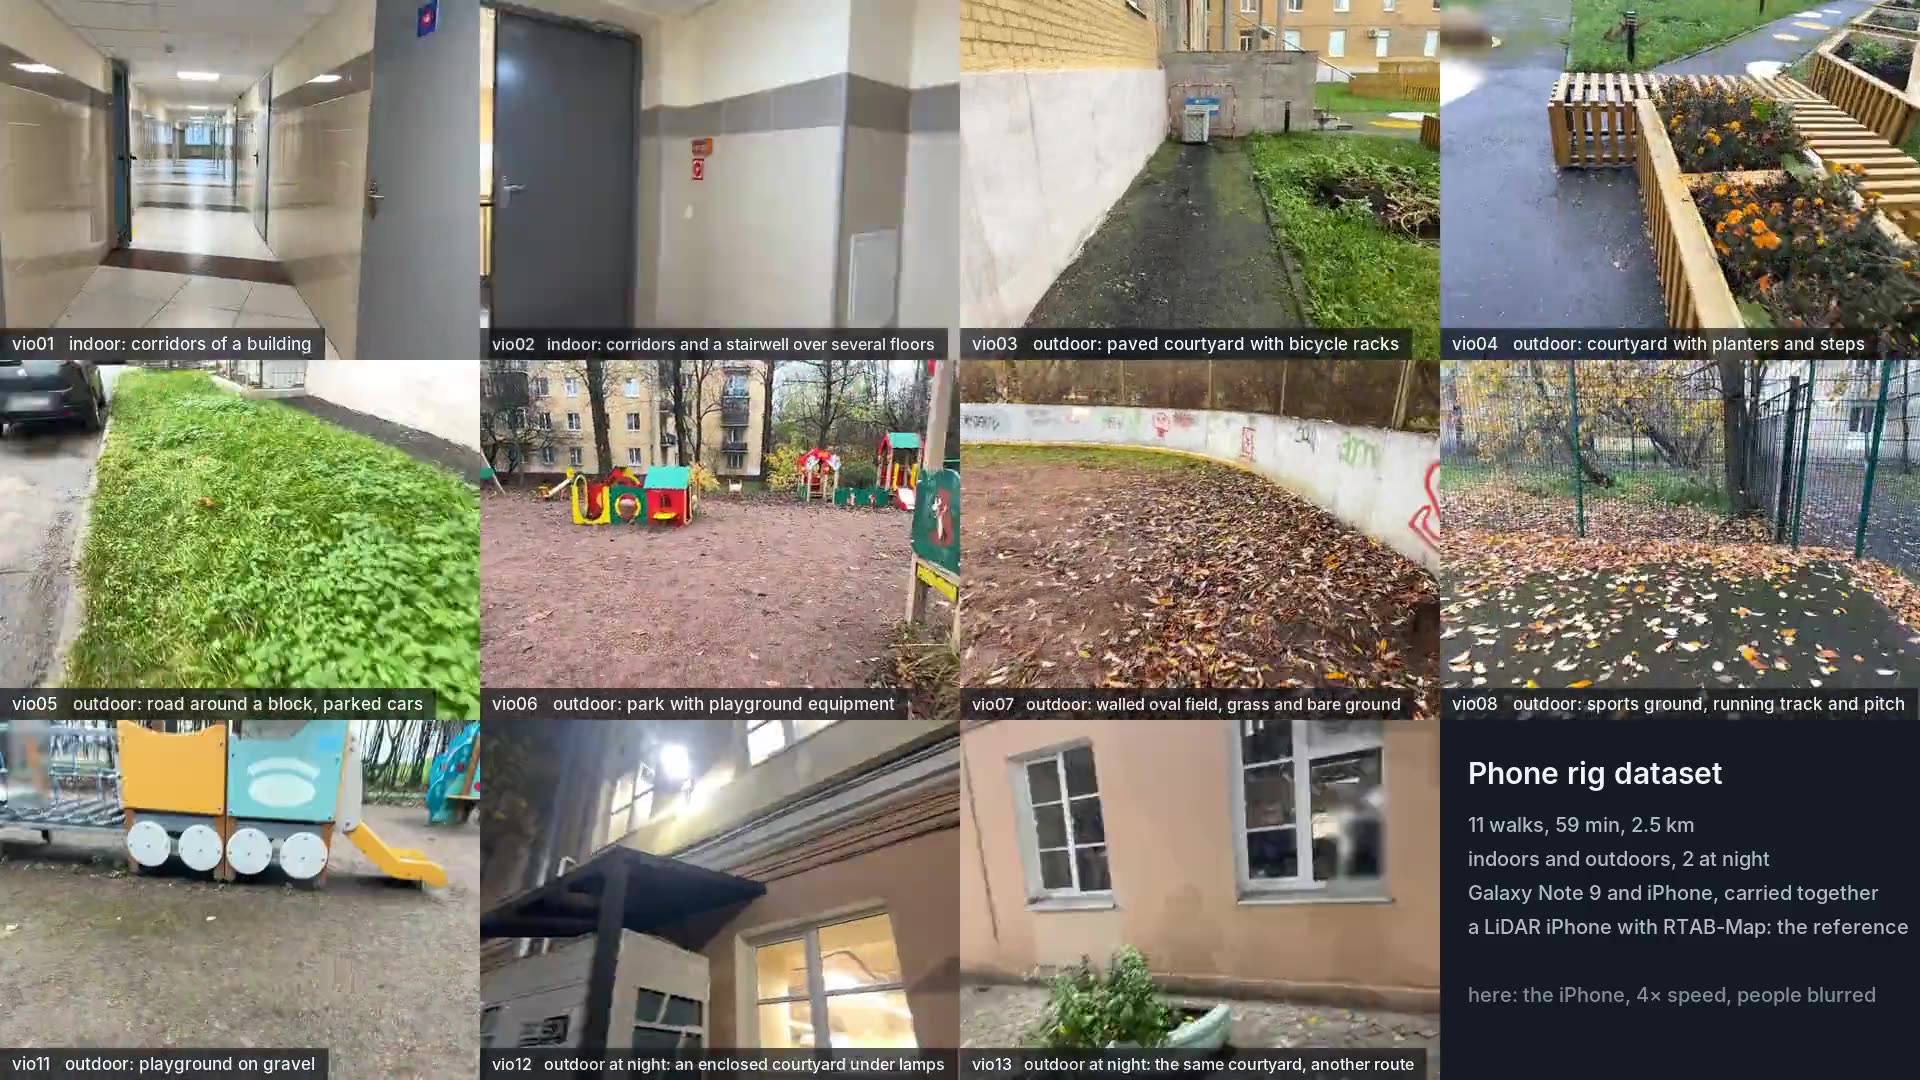 vio01 indoor: corridors of a building
vio02 indoor: corridors and a stairwell over several floors
vio03 outdoor: paved courtyard with bicycle racks
vio04 outdoor: courtyard with planters and steps
vio05 outdoor: road around a block, parked cars
vio06 outdoor: park with playground equipment
vio07 outdoor: walled oval field, grass and bare ground
vio08 outdoor: sports ground, running track and pitch
vio11 outdoor: playground on gravel
vio12 outdoor at night: an enclosed courtyard under lamps
vio13 outdoor at night: the same courtyard, another route
Phone rig dataset
11 walks, 59 min, 2.5 km
indoors and outdoors, 2 at night
Galaxy Note 9 and iPhone, carried together
a LiDAR iPhone with RTAB-Map: the reference
here: the iPhone, 4× speed, people blurred